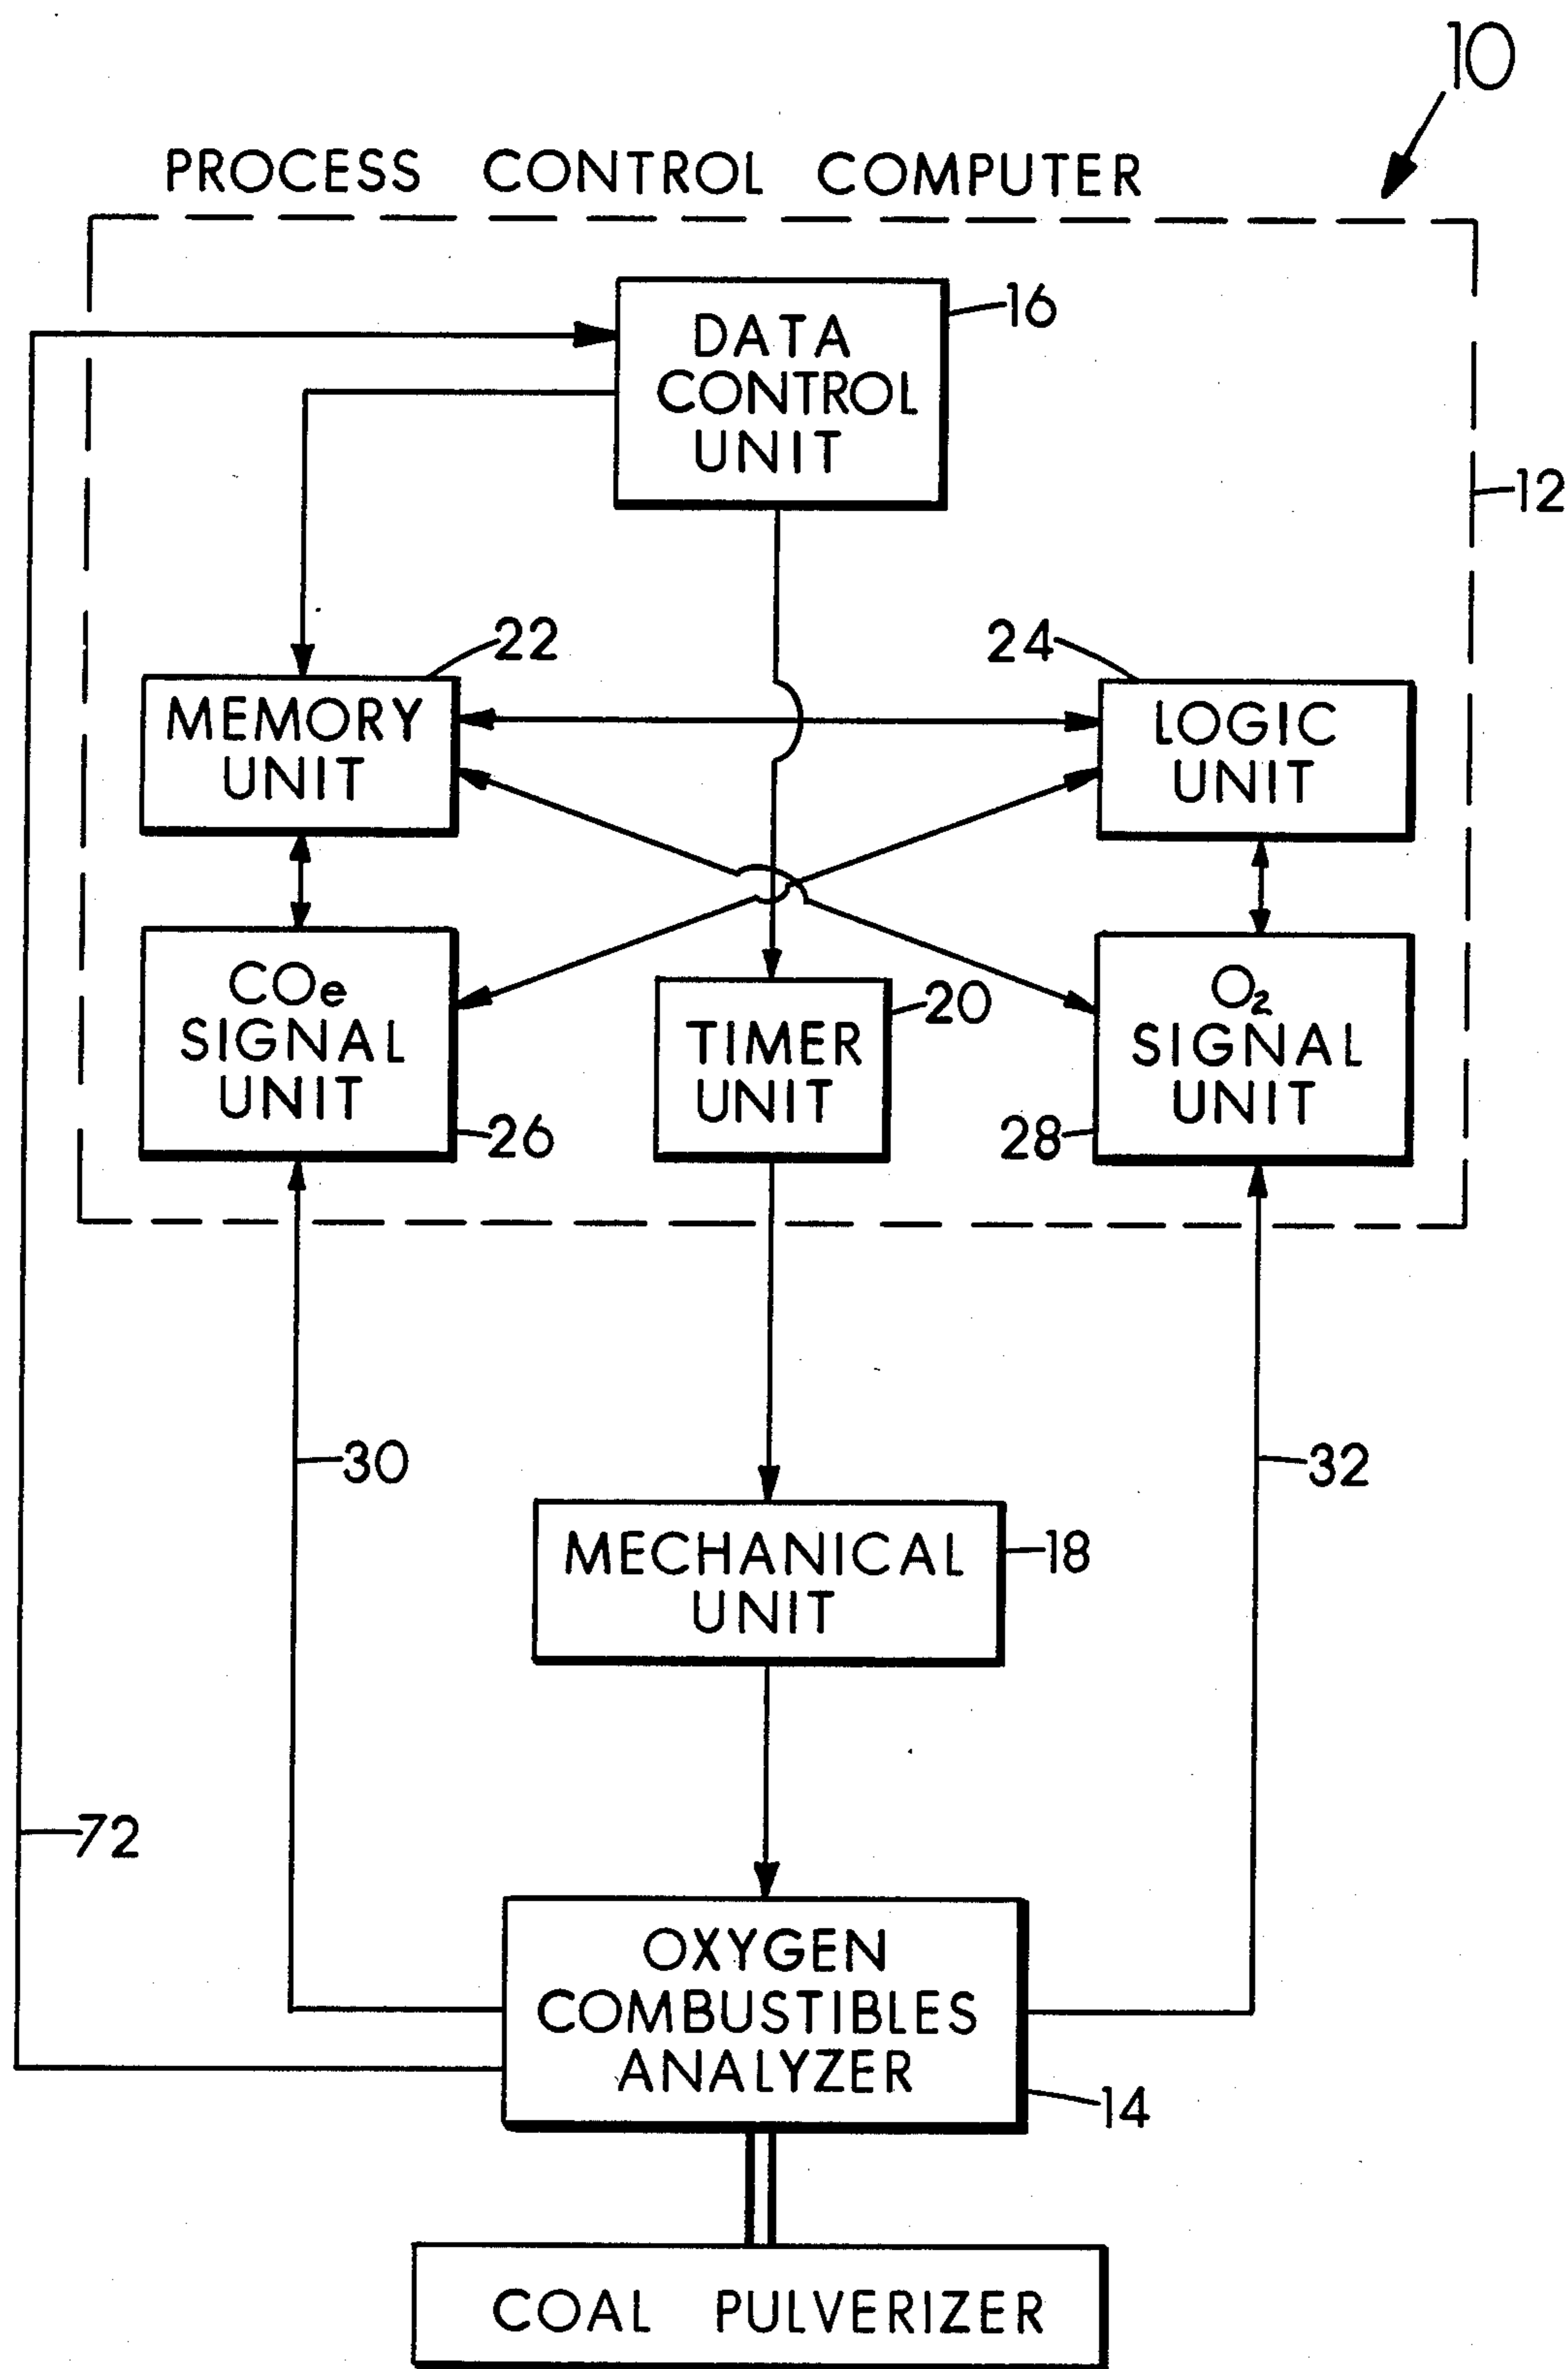 10
PROCESS CONTROL COMPUTER
16
DATA
CONTROL
UNIT
12
22
24
MEMORY
UNIT
LOGIC
UNIT
COe
SIGNAL
UNIT
26
20
TIMER
UNIT
O₂
SIGNAL
UNIT
28
30
32
MECHANICAL
UNIT
18
72
OXYGEN
COMBUSTIBLES
ANALYZER
14
COAL PULVERIZER